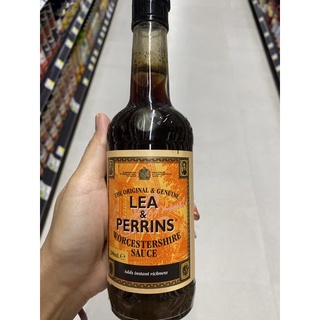 THE ORIGINAL & GENUINE
LEA
&
PERRINS
WORCESTERSHIRE
SAUCE
Adds instant richness